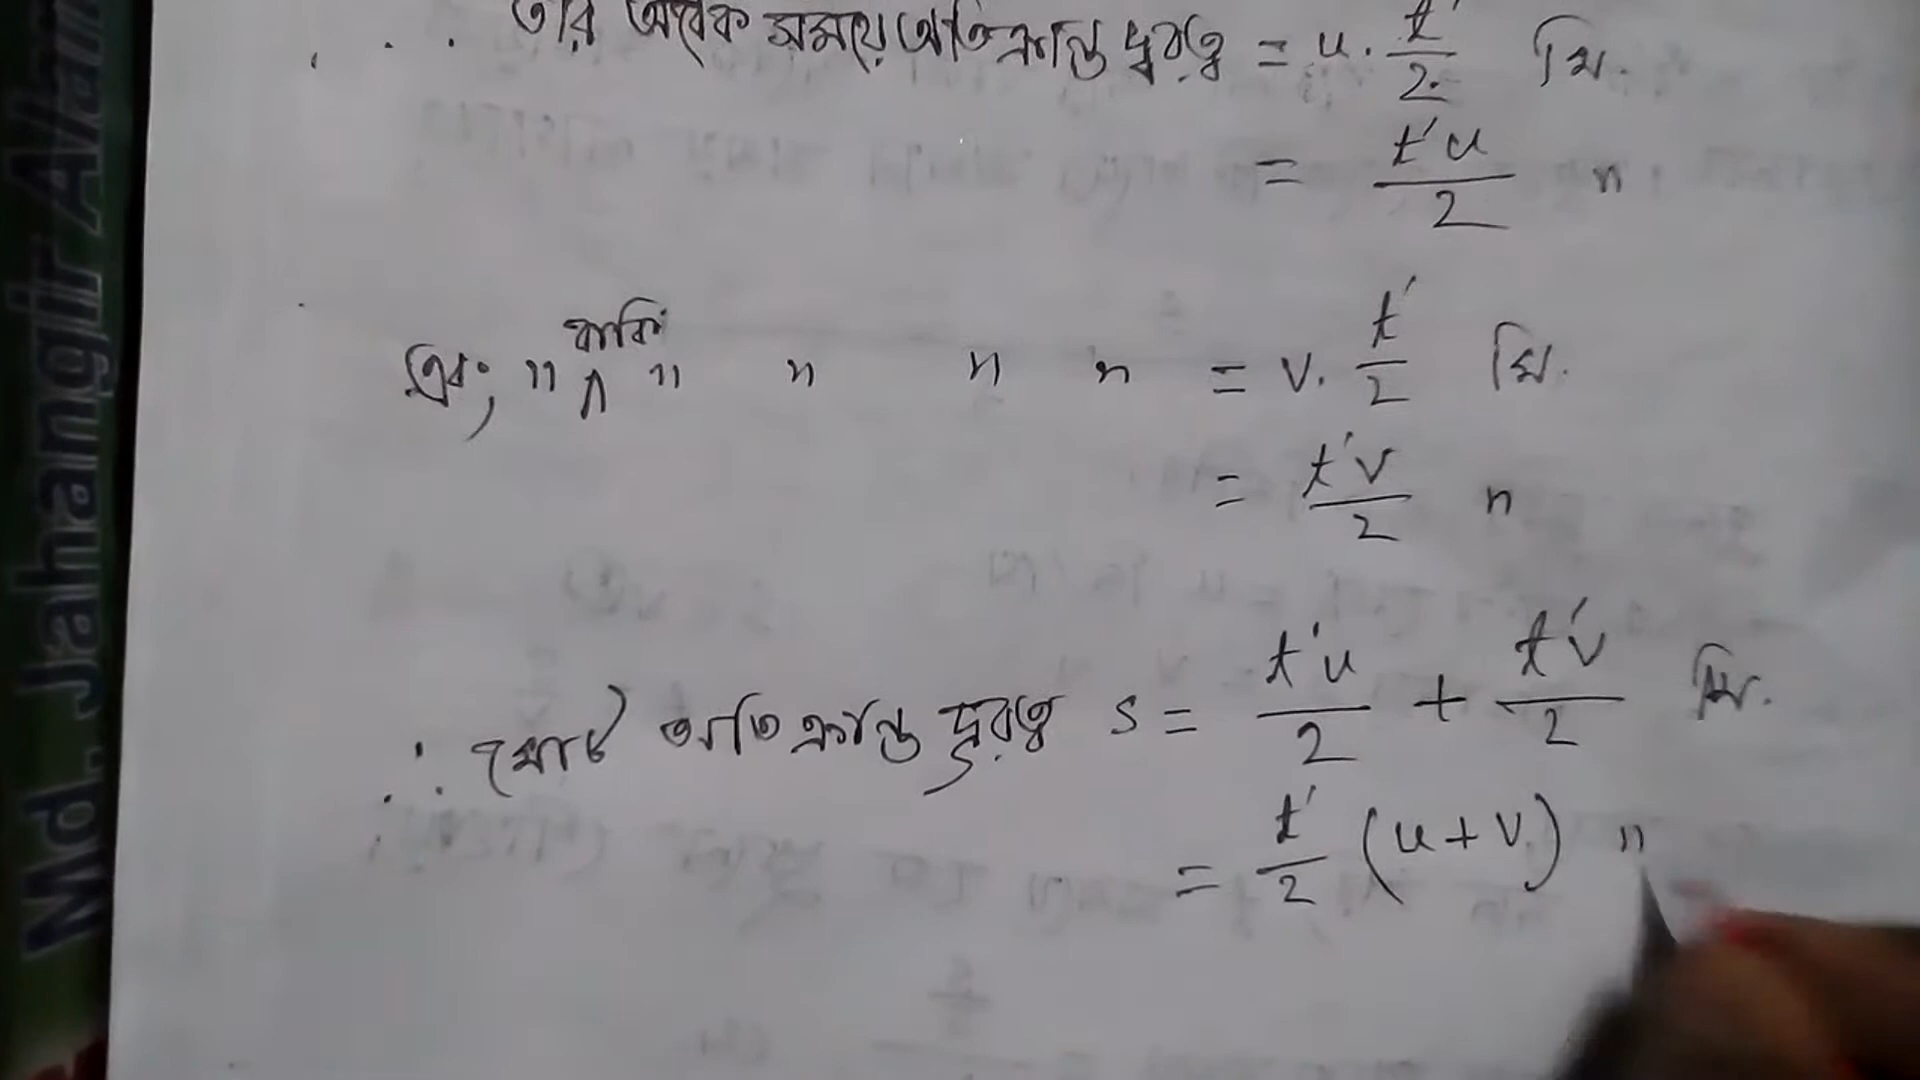 ∴ তার অর্ধেক সময়ে অতিক্রান্ত দূরত্ব = u. t'/2 মি.
= t'u/2 "
এবং, " বাকি " " " " = v. t'/2 মি.
= t'v/2 "
∴ মোট অতিক্রান্ত দূরত্ব s = t'u/2 + t'v/2 মি.
= t'/2 (u+v) "
Md. Jahangir Alam